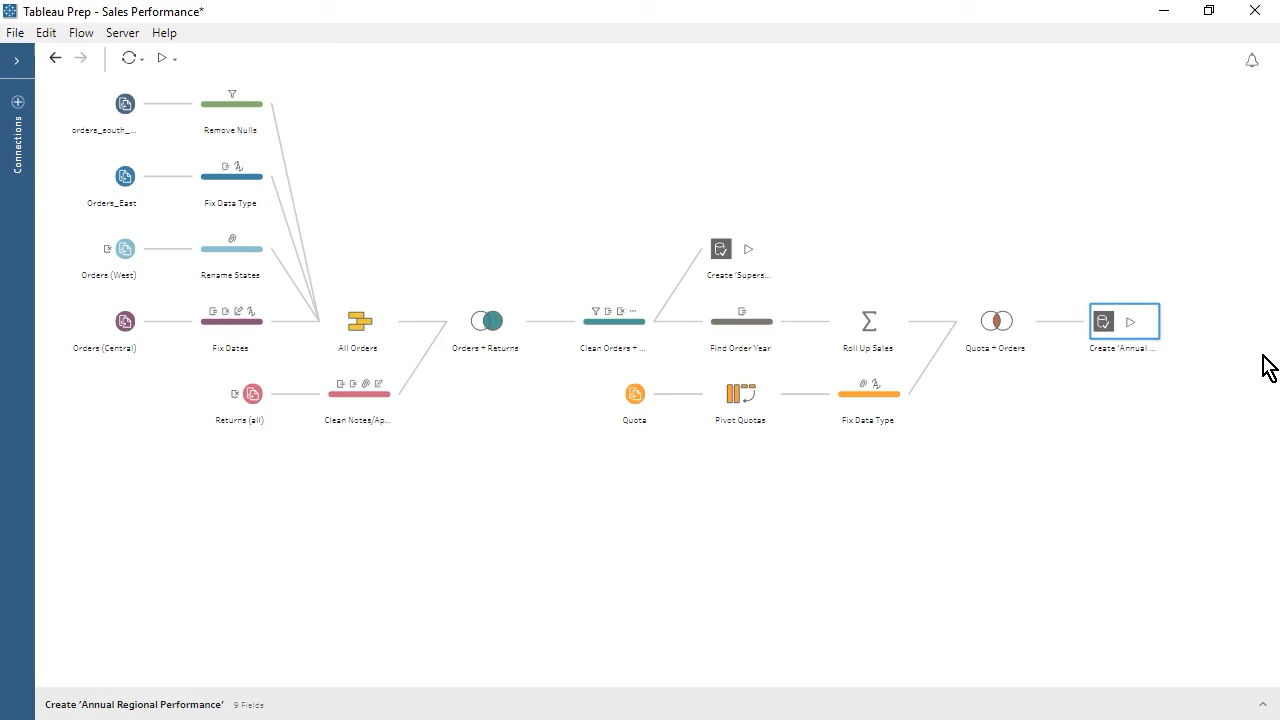 Tableau Prep - Sales Performance*
File Edit Flow Server Help
Connections
orders_south_...
Remove Nulls
Orders_East
Fix Data Type
Orders (West)
Rename States
Create 'Supers...
Orders (Central)
Fix Dates
All Orders
Orders + Returns
Clean Orders + ...
Find Order Year
Roll Up Sales
Quota + Orders
Create 'Annual ...
Returns (all)
Clean Notes/Ap...
Quota
Pivot Quotas
Fix Data Type
Create 'Annual Regional Performance' 9 Fields